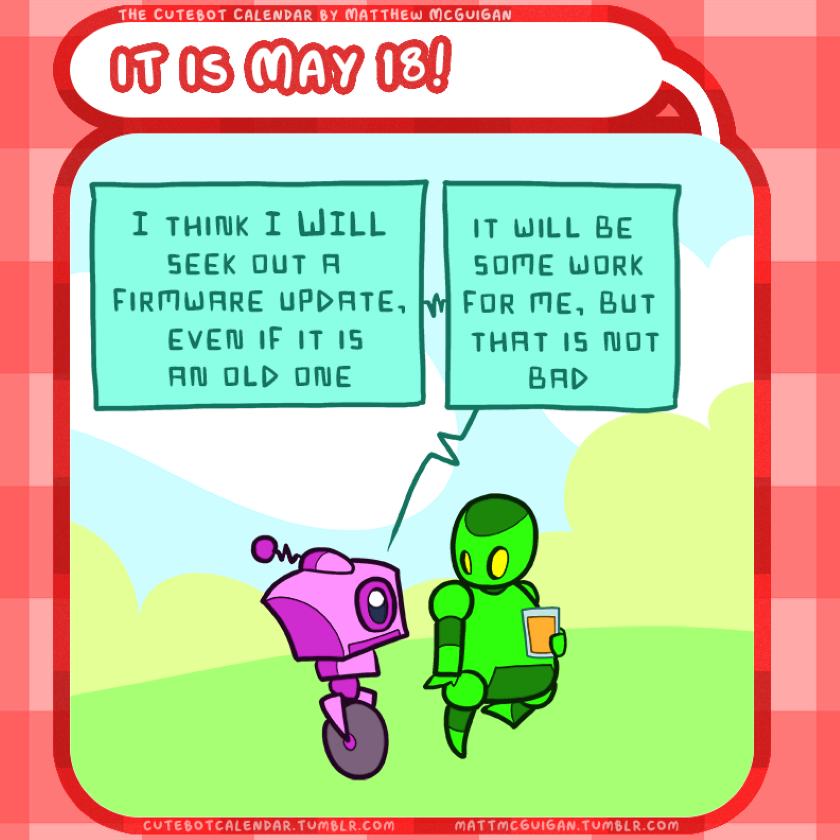 The Cutebot Calendar by Matthew McGuigan
IT IS MAY 18!
I THINK I WILL
SEEK OUT A
FIRMWARE UPDATE,
EVEN IF IT IS
AN OLD ONE
IT WILL BE
SOME WORK
FOR ME, BUT
THAT IS NOT
BAD
CUTEBOTCALENDAR.TUMBLR.COM
MATTMCGUIGAN.TUMBLR.COM